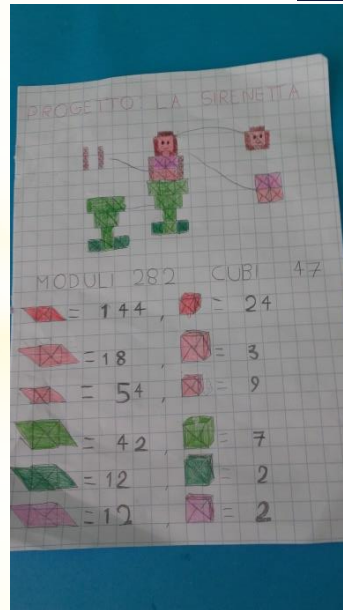 PROGETTO: LA SIRENETTA
MODULI 282 CUBI 47
= 144, = 24
= 18, = 3
= 54, = 9
= 42, = 7
= 12, = 2
= 12, = 2